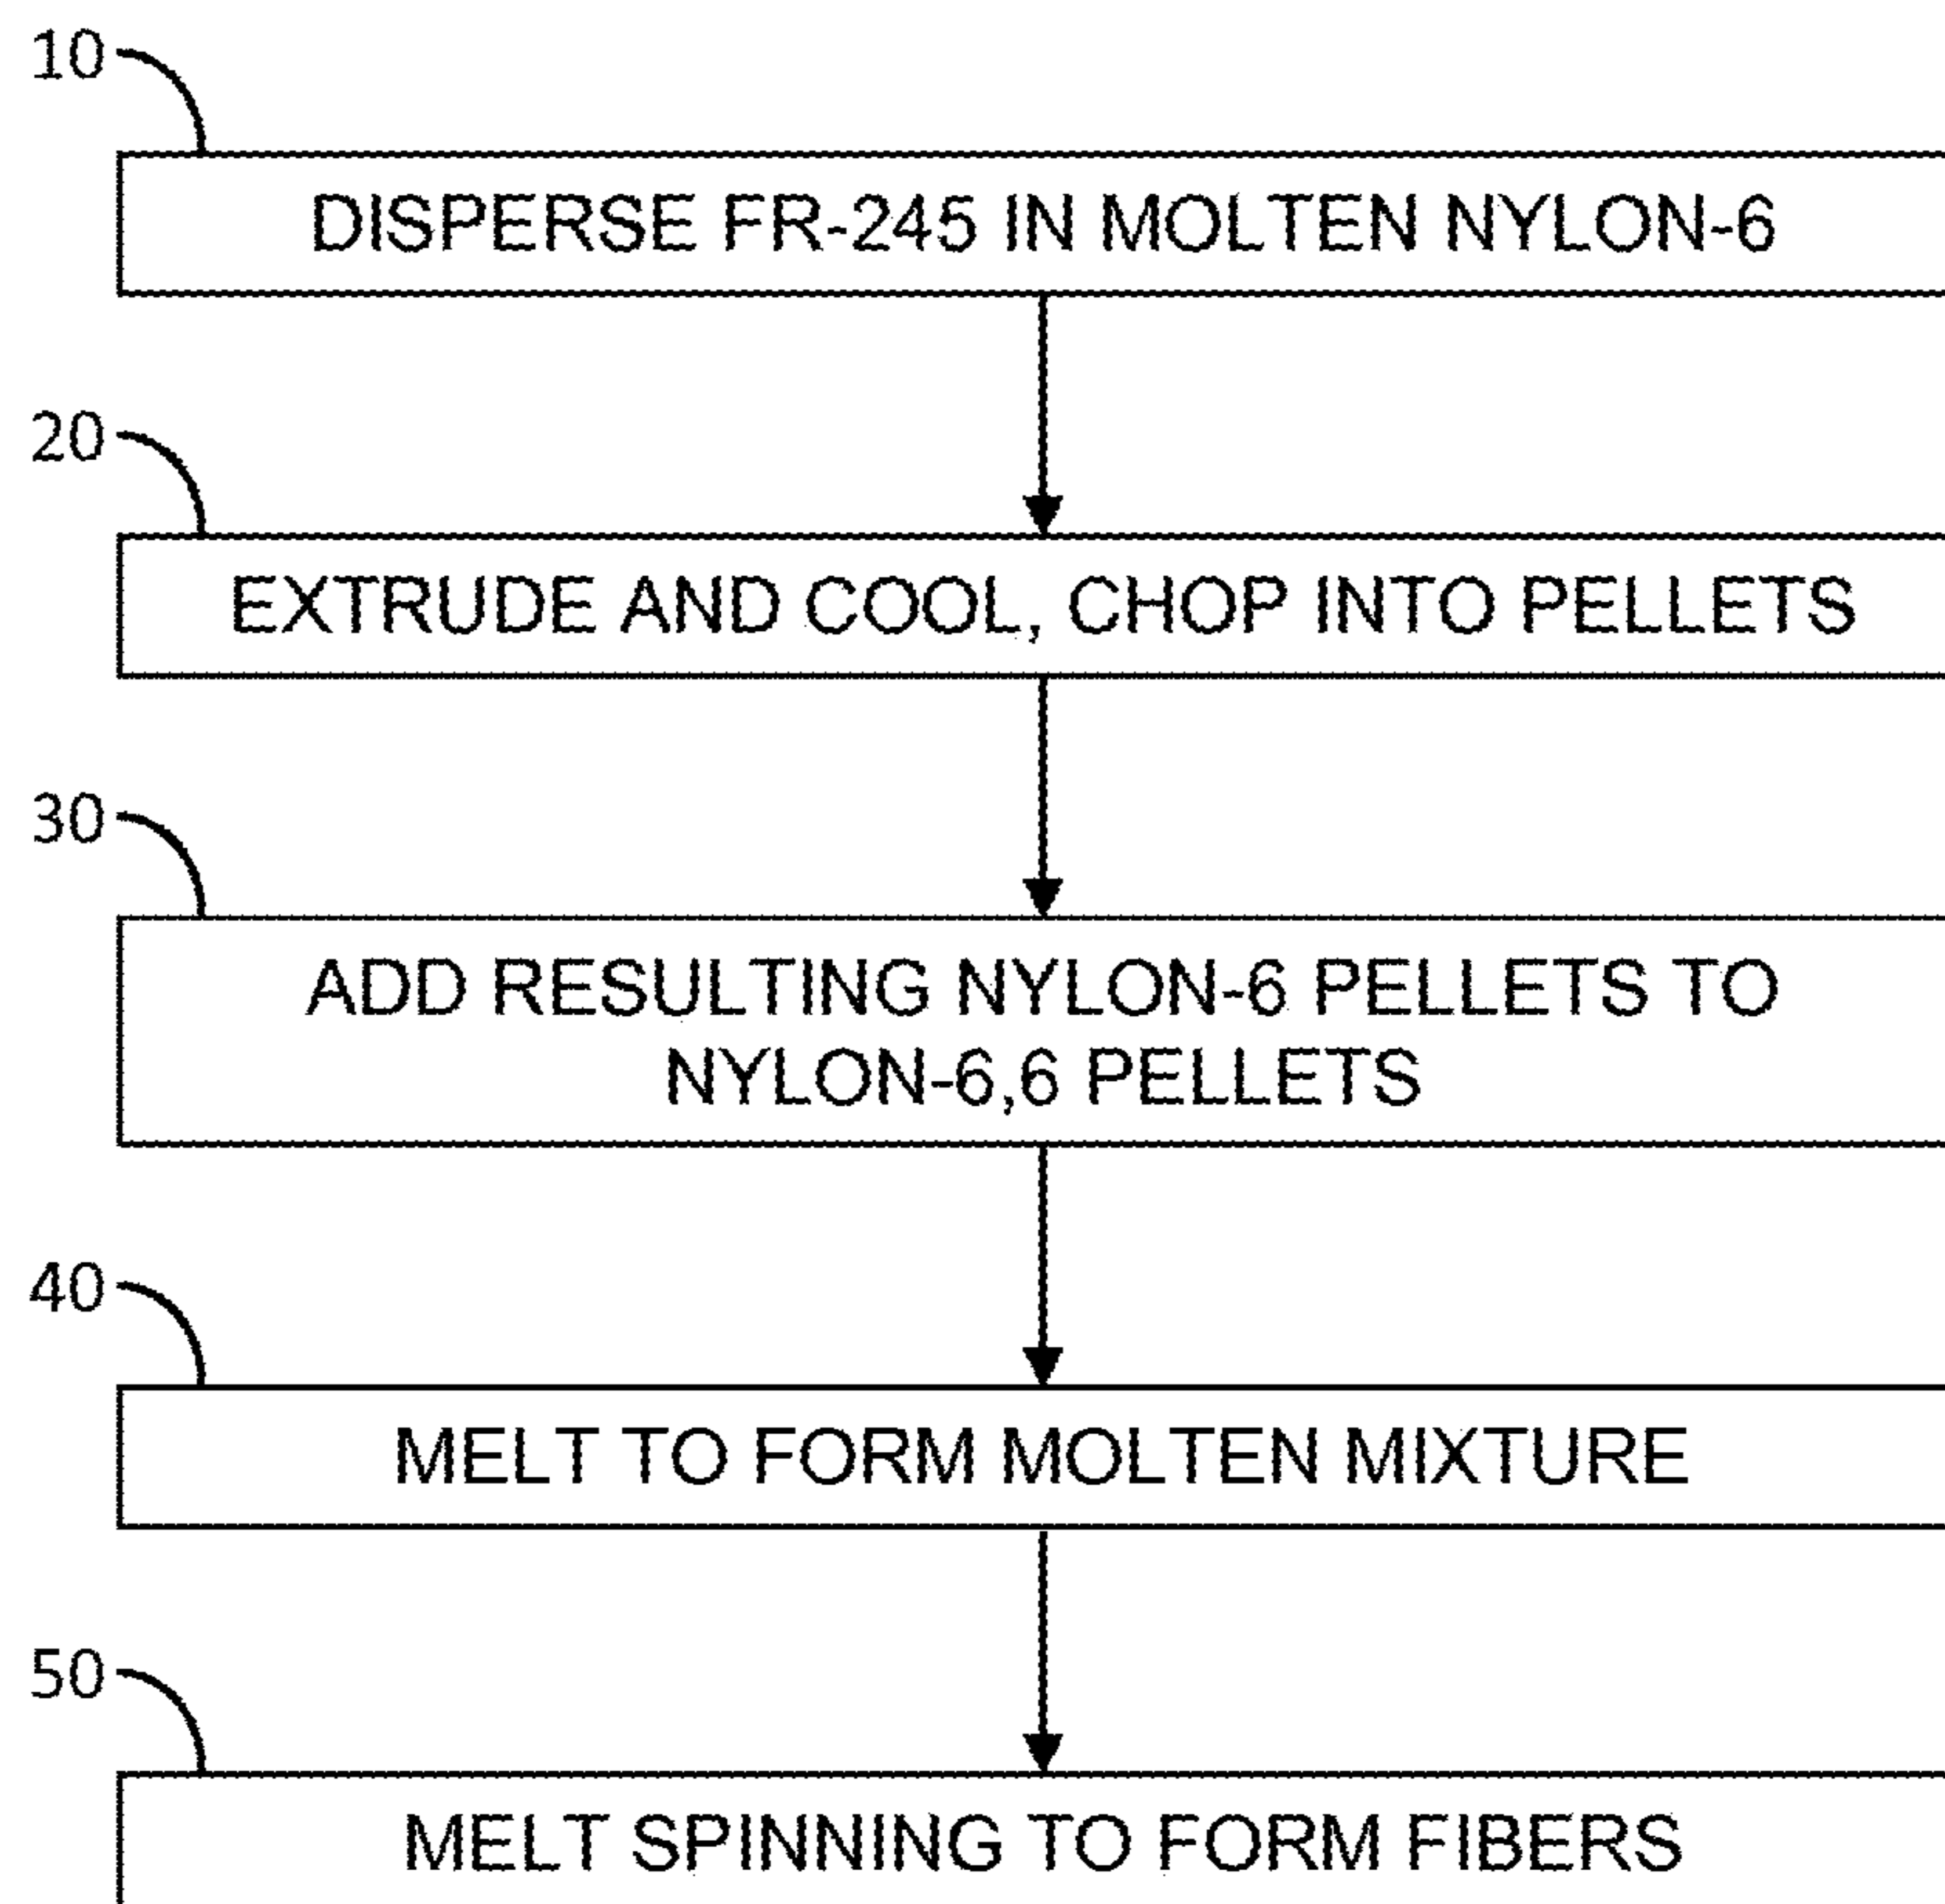 10
DISPERSE FR-245 IN MOLTEN NYLON-6
20
EXTRUDE AND COOL, CHOP INTO PELLETS
30
ADD RESULTING NYLON-6 PELLETS TO
NYLON-6,6 PELLETS
40
MELT TO FORM MOLTEN MIXTURE
50
MELT SPINNING TO FORM FIBERS